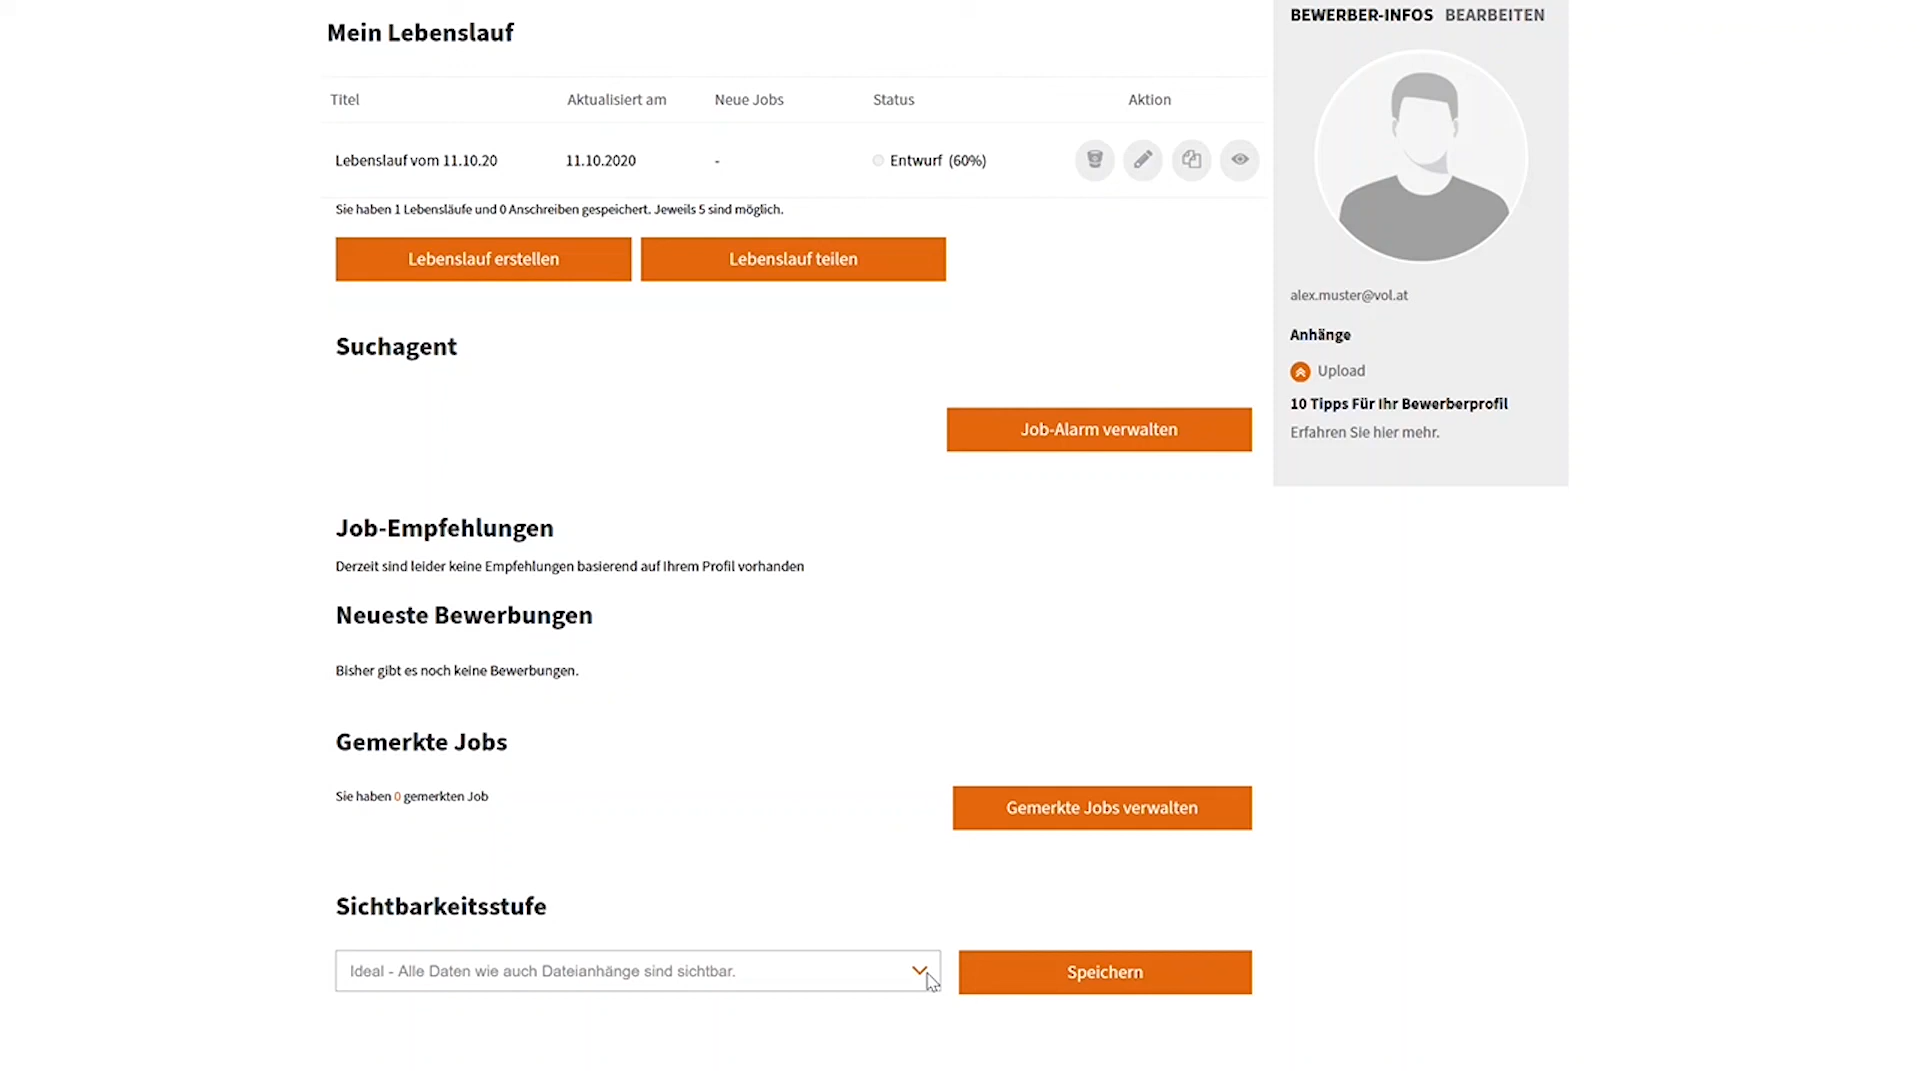 Mein Lebenslauf
Titel Aktualisiert am Neue Jobs Status Aktion
Lebenslauf vom 11.10.20 11.10.2020 - Entwurf (60%)
Sie haben 1 Lebensläufe und 0 Anschreiben gespeichert. Jeweils 5 sind möglich.
Lebenslauf erstellen Lebenslauf teilen
Suchagent
Job-Alarm verwalten
Job-Empfehlungen
Derzeit sind leider keine Empfehlungen basierend auf Ihrem Profil vorhanden
Neueste Bewerbungen
Bisher gibt es noch keine Bewerbungen.
Gemerkte Jobs
Sie haben 0 gemerkten Job
Gemerkte Jobs verwalten
Sichtbarkeitsstufe
Ideal - Alle Daten wie auch Dateianhänge sind sichtbar.
Speichern
BEWERBER-INFOS BEARBEITEN
alex.muster@vol.at
Anhänge
Upload
10 Tipps Für Ihr Bewerberprofil
Erfahren Sie hier mehr.